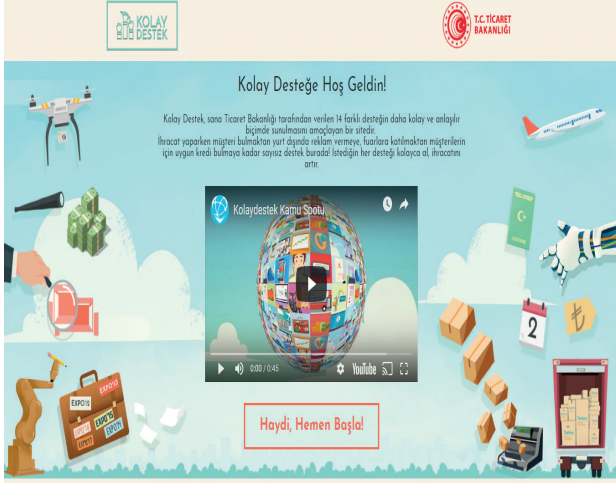 KOLAY
DESTEK
T.C. TİCARET
BAKANLIĞI
Kolay Desteğe Hoş Geldin!
Kolay Destek, sana Ticaret Bakanlığı tarafından verilen 14 farklı desteğin daha kolay ve anlaşılır
biçimde sunulmasını amaçlayan bir sitedir.
İhracat yaparken müşteri bulmaktan yurt dışında reklam vermeye, fuarlara katılmaktan müşterilerin
için uygun kredi bulmaya kadar sayısız destek burada! İstediğin her desteği kolayca al, ihracatını
artır.
Kolaydestek Kamu Spotu
0:00 / 0:45
YouTube
2
EXPO'15
EXPO'15
Haydi, Hemen Başla!